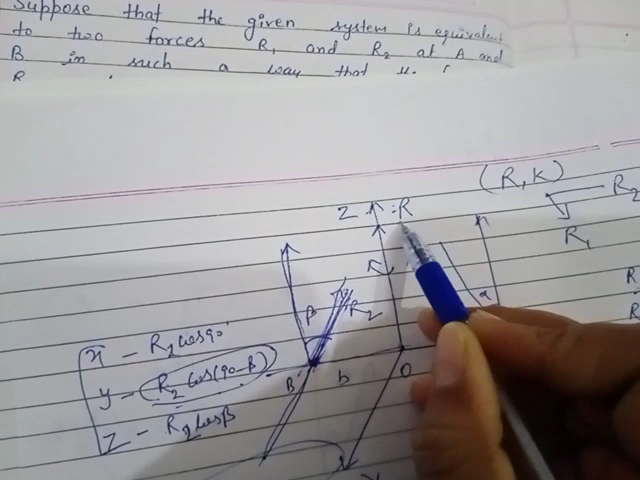 Suppose that the given system is equivalent
to two forces R₁ and R₂ at A and
B in such a way that
(R, K)
R₂
R₁
Z R
β R₂
x - R₂ cos 90°
y - R₂ cos(90-β)
z - R₂ cos β
B b O
α
R
R